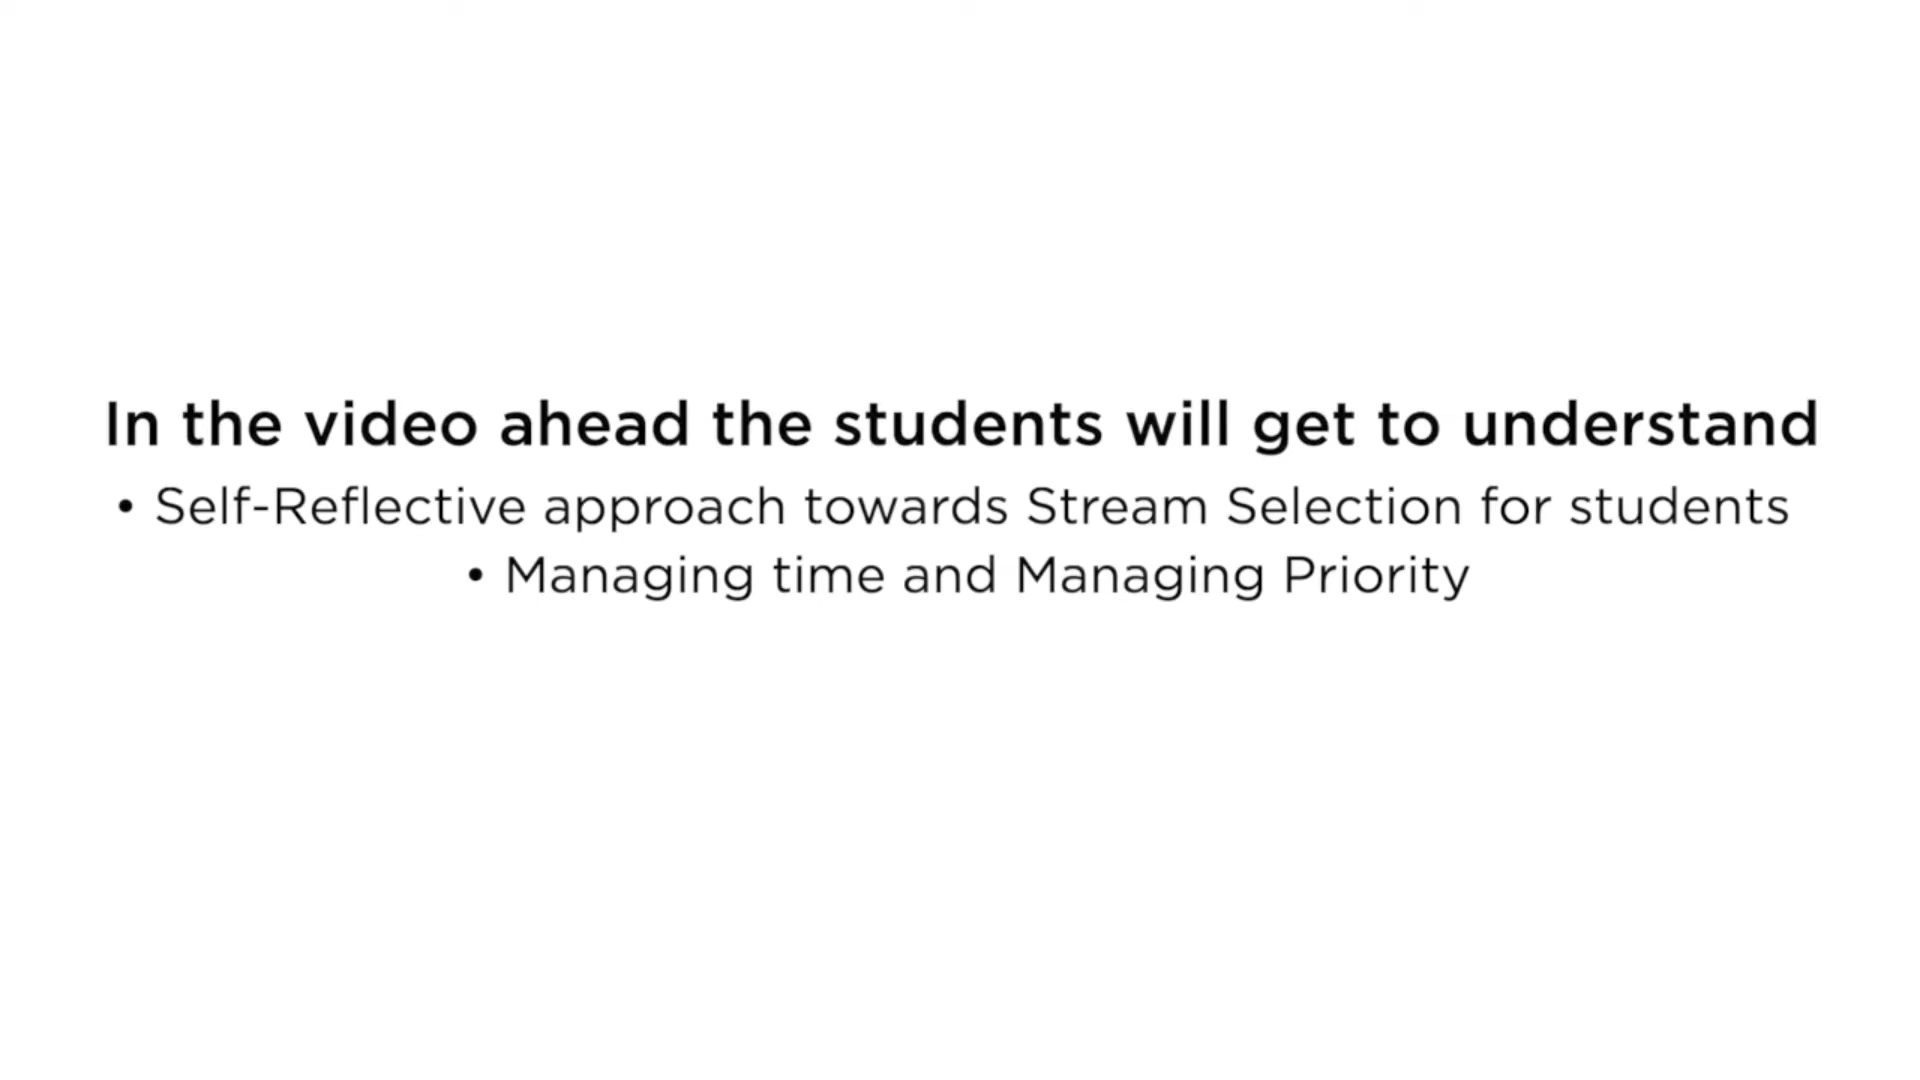 In the video ahead the students will get to understand
• Self-Reflective approach towards Stream Selection for students
• Managing time and Managing Priority